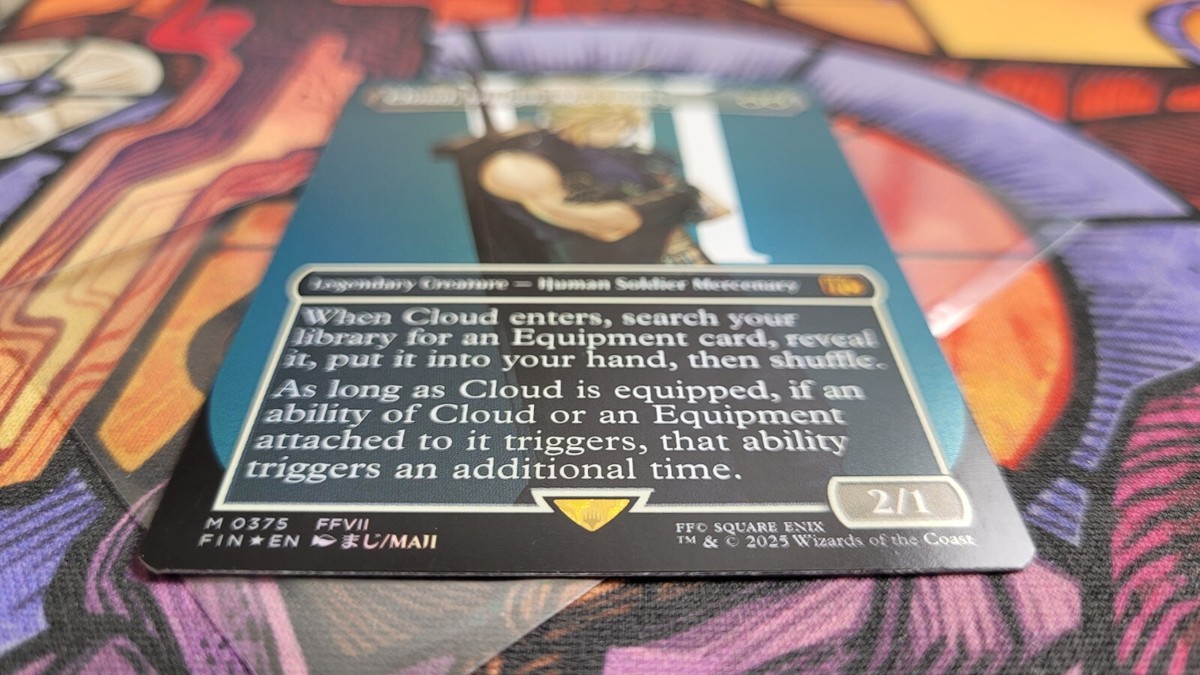 Legendary Creature — Human Soldier Mercenary
When Cloud enters, search your
library for an Equipment card, reveal
it, put it into your hand, then shuffle.
As long as Cloud is equipped, if an
ability of Cloud or an Equipment
attached to it triggers, that ability
triggers an additional time.
2/1
M 0375 FFVII
FIN★EN まじ/MAJI
FF© SQUARE ENIX
™ & © 2025 Wizards of the Coast